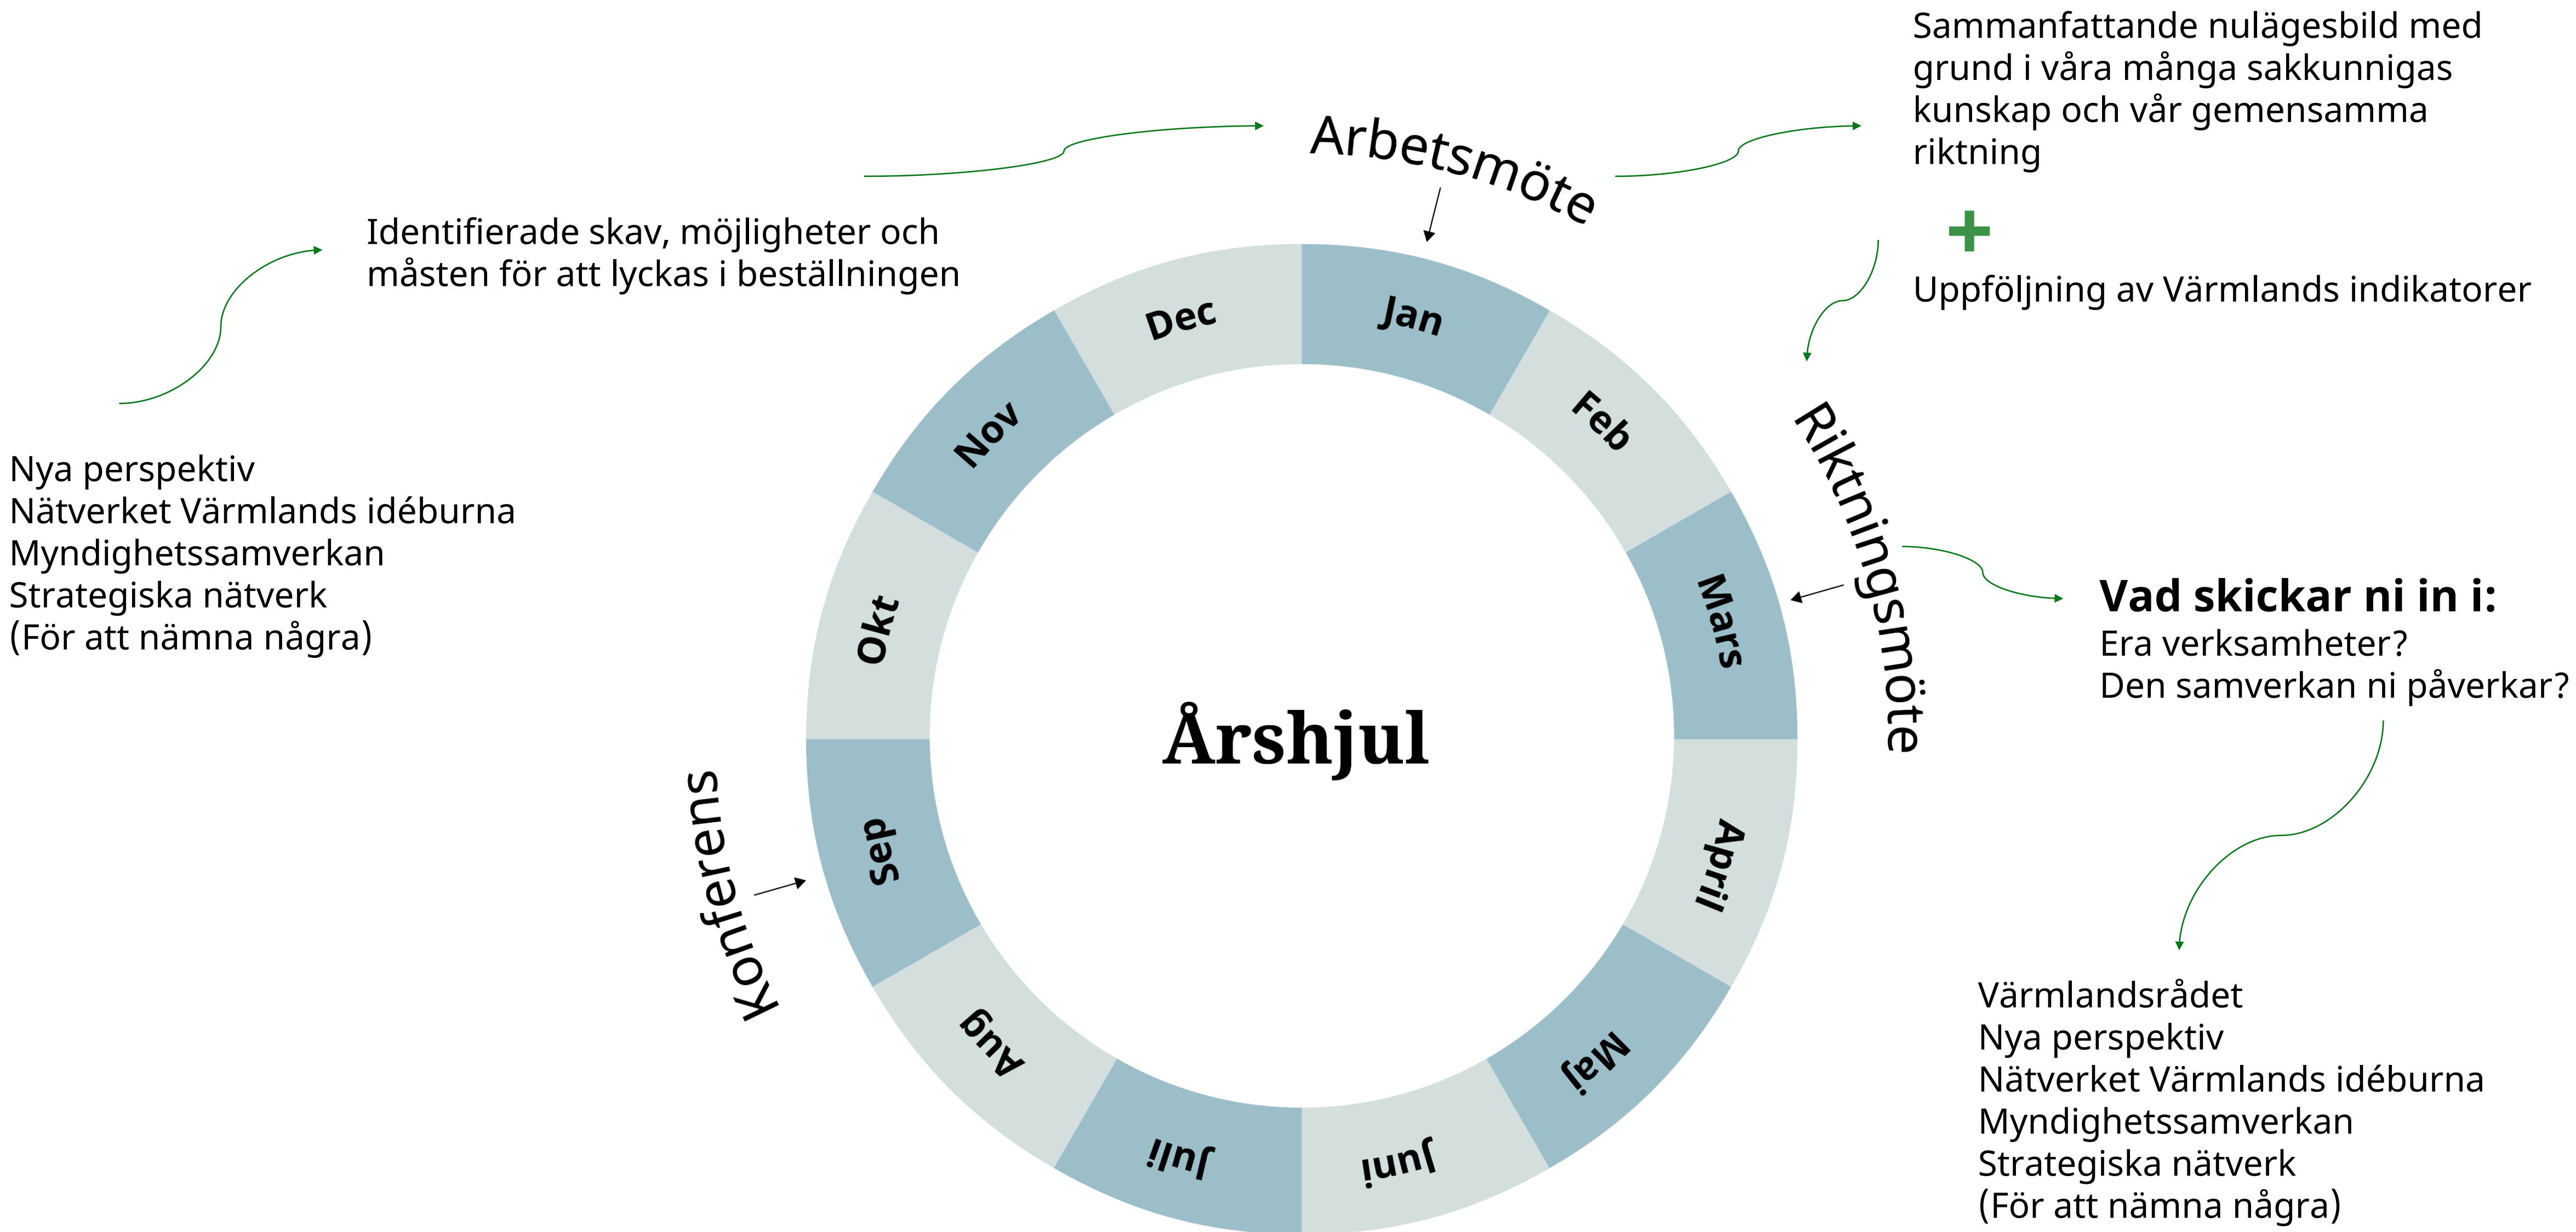 Sammanfattande nulägesbild med
grund i våra många sakkunnigas
kunskap och vår gemensamma
riktning
Uppföljning av Värmlands indikatorer
Arbetsmöte
Identifierade skav, möjligheter och
måsten för att lyckas i beställningen
Nya perspektiv
Nätverket Värmlands idéburna
Myndighetssamverkan
Strategiska nätverk
(För att nämna några)
Årshjul
Jan
Feb
Mars
April
Maj
Juni
Juli
Aug
Sep
Okt
Nov
Dec
Riktningsmöte
Konferens
Vad skickar ni in i:
Era verksamheter?
Den samverkan ni påverkar?
Värmlandsrådet
Nya perspektiv
Nätverket Värmlands idéburna
Myndighetssamverkan
Strategiska nätverk
(För att nämna några)